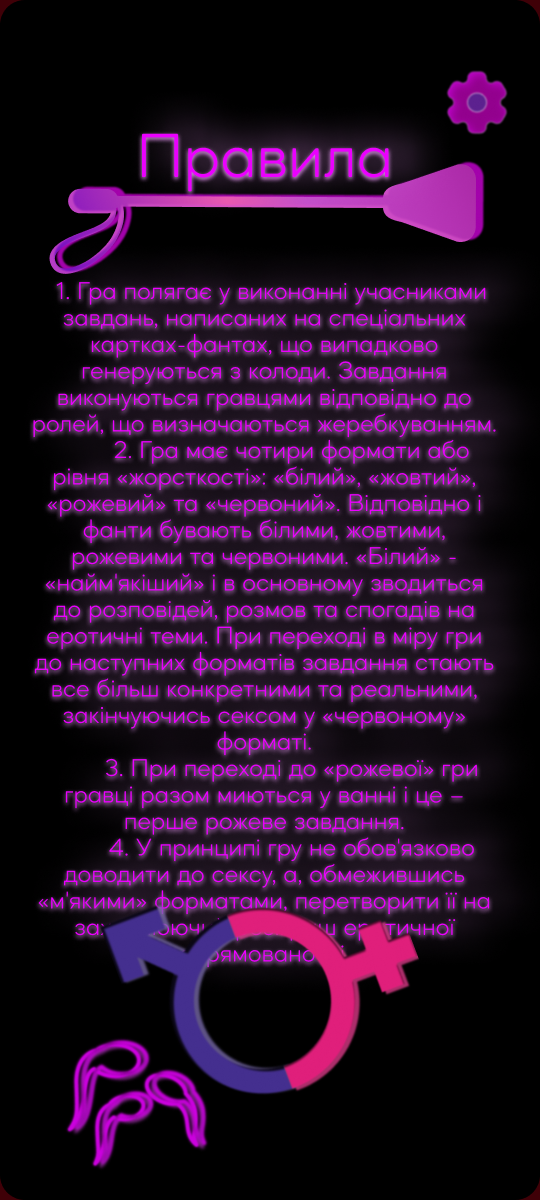 Правила
1. Гра полягає у виконанні учасниками
завдань, написаних на спеціальних
картках-фантах, що випадково
генеруються з колоди. Завдання
виконуються гравцями відповідно до
ролей, що визначаються жеребкуванням.
2. Гра має чотири формати або
рівня «жорсткості»: «білий», «жовтий»,
«рожевий» та «червоний». Відповідно і
фанти бувають білими, жовтими,
рожевими та червоними. «Білий» -
«найм'якіший» і в основному зводиться
до розповідей, розмов та спогадів на
еротичні теми. При переході в міру гри
до наступних форматів завдання стають
все більш конкретними та реальними,
закінчуючись сексом у «червоному»
форматі.
3. При переході до «рожевої» гри
гравці разом миються у ванні і це –
перше рожеве завдання.
4. У принципі гру не обов'язково
доводити до сексу, а, обмежившись
«м'якими» форматами, перетворити її на